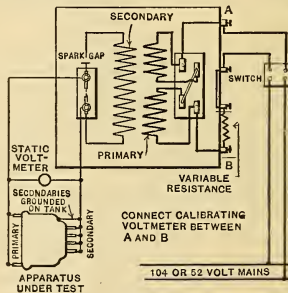 SECONDARY
A
SPARK GAP
SWITCH
STATIC
VOLT-
METER
PRIMARY
B
VARIABLE
RESISTANCE
SECONDARIES
GROUNDED
ON TANK
PRIMARY
SECONDARY
CONNECT CALIBRATING
VOLTMETER BETWEEN
A AND B
104 OR 52 VOLT MAINS
APPARATUS
UNDER TEST